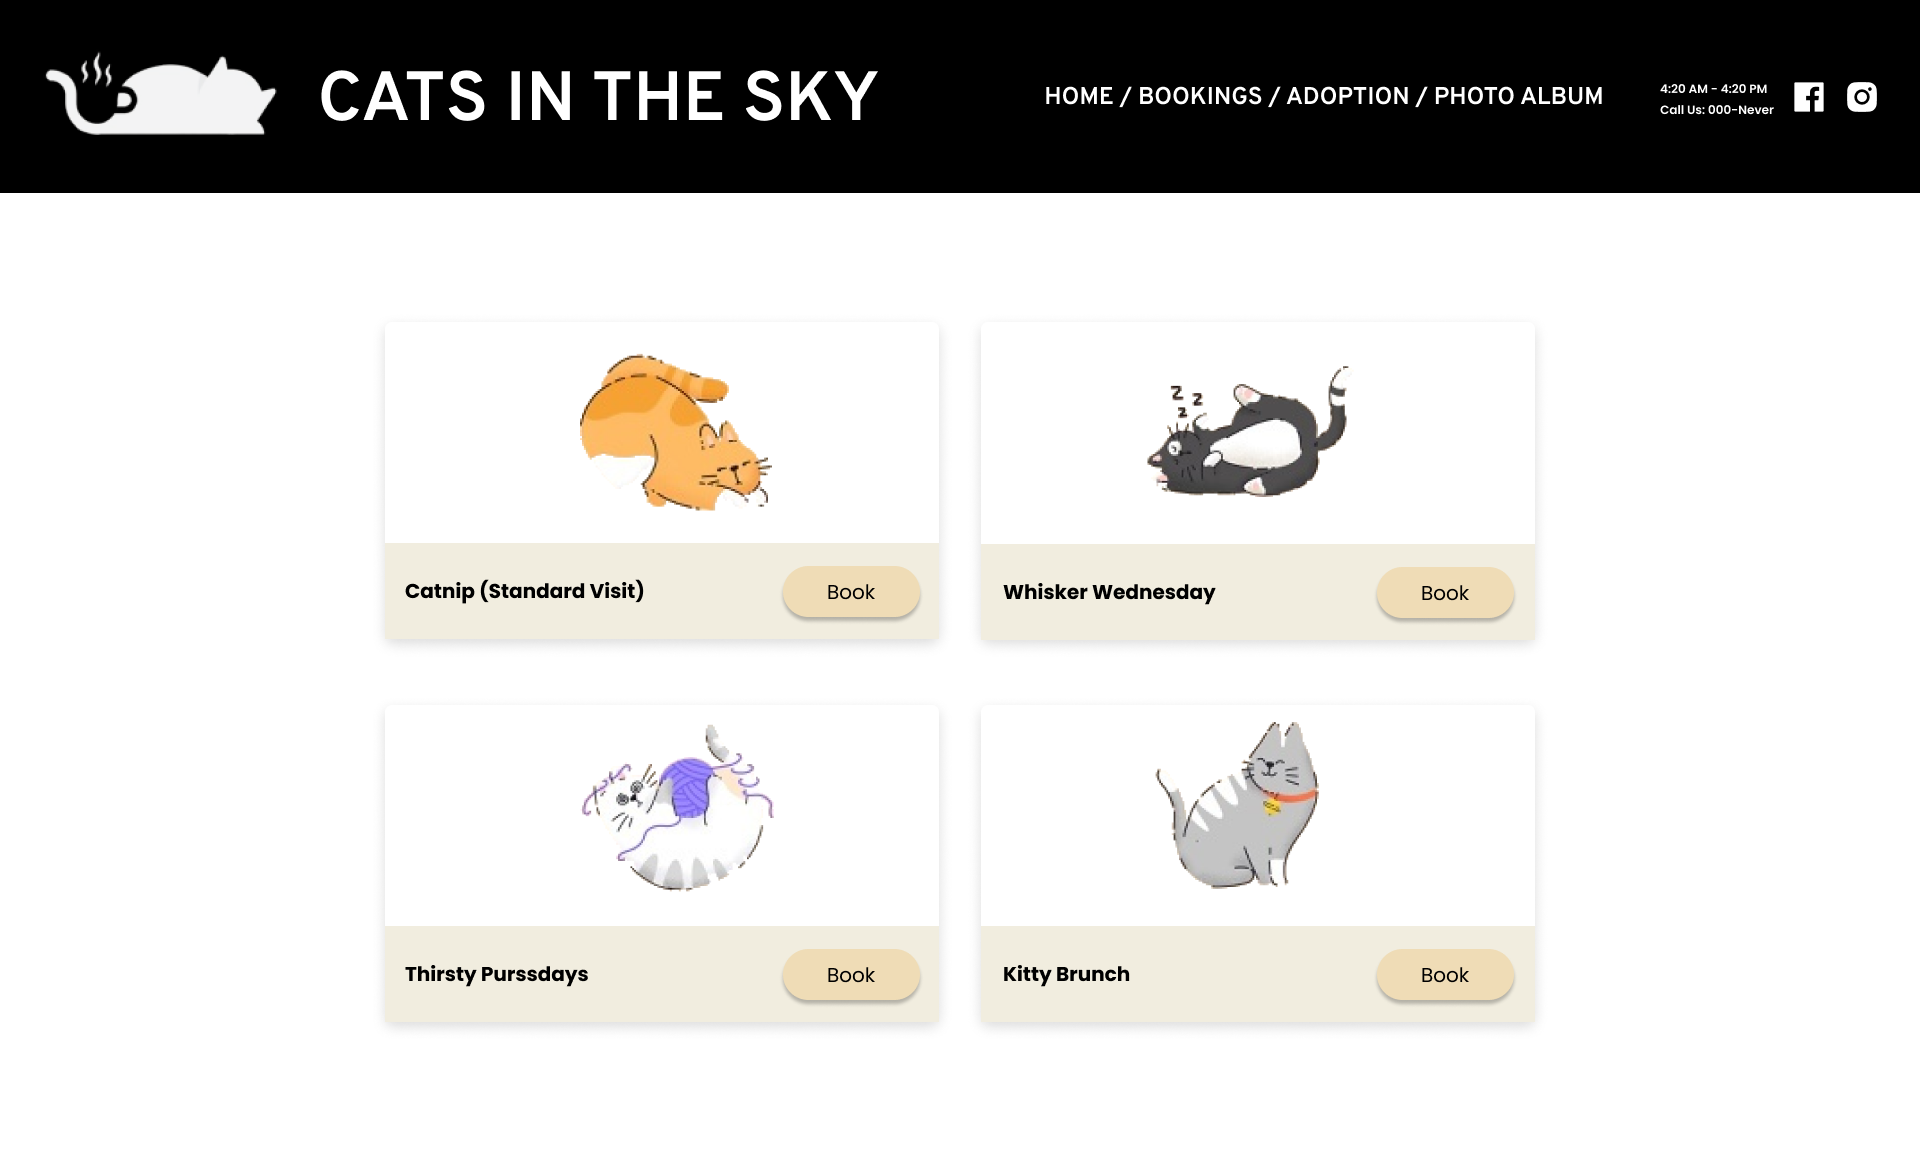 CATS IN THE SKY
HOME / BOOKINGS / ADOPTION / PHOTO ALBUM
4:20 AM - 4:20 PM
Call Us: 000-Never
z z
z
Catnip (Standard Visit)
Book
Whisker Wednesday
Book
Thirsty Purssdays
Book
Kitty Brunch
Book